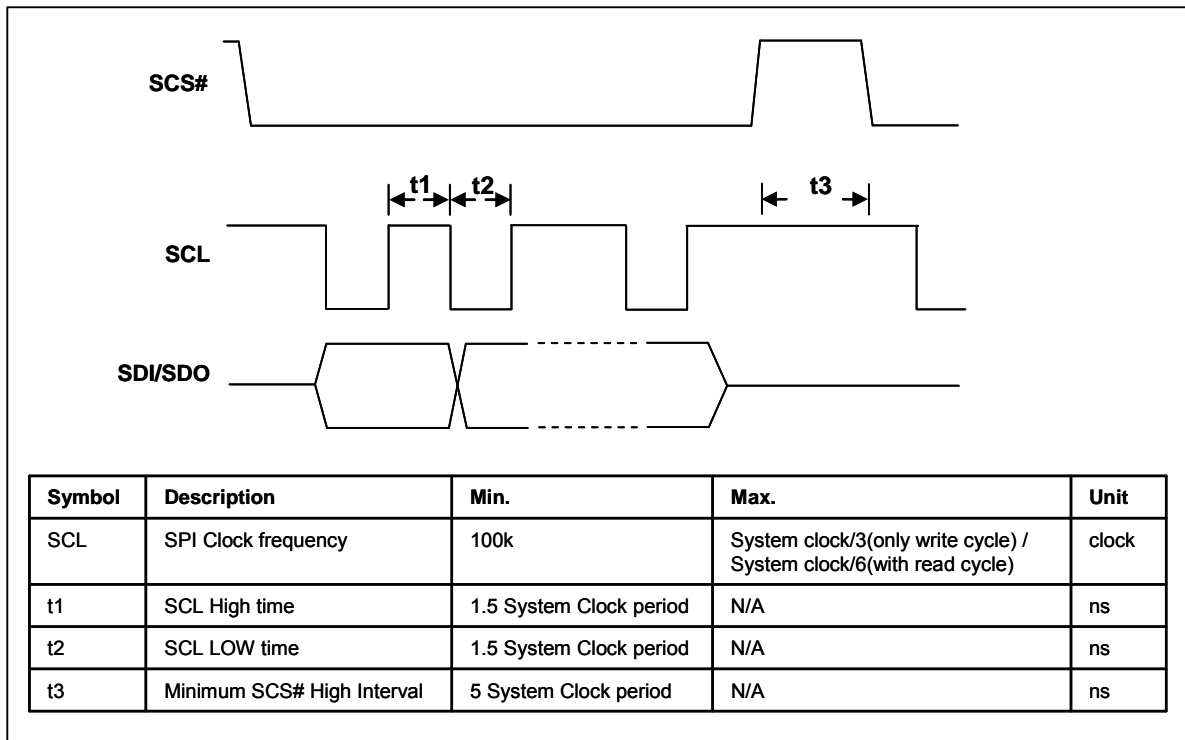 SCS#
t1
t2
t3
SCL
SDI/SDO
Symbol Description Min. Max. Unit
SCL SPI Clock frequency 100k System clock/3(only write cycle) / clock
System clock/6(with read cycle)
t1 SCL High time 1.5 System Clock period N/A ns
t2 SCL LOW time 1.5 System Clock period N/A ns
t3 Minimum SCS# High Interval 5 System Clock period N/A ns